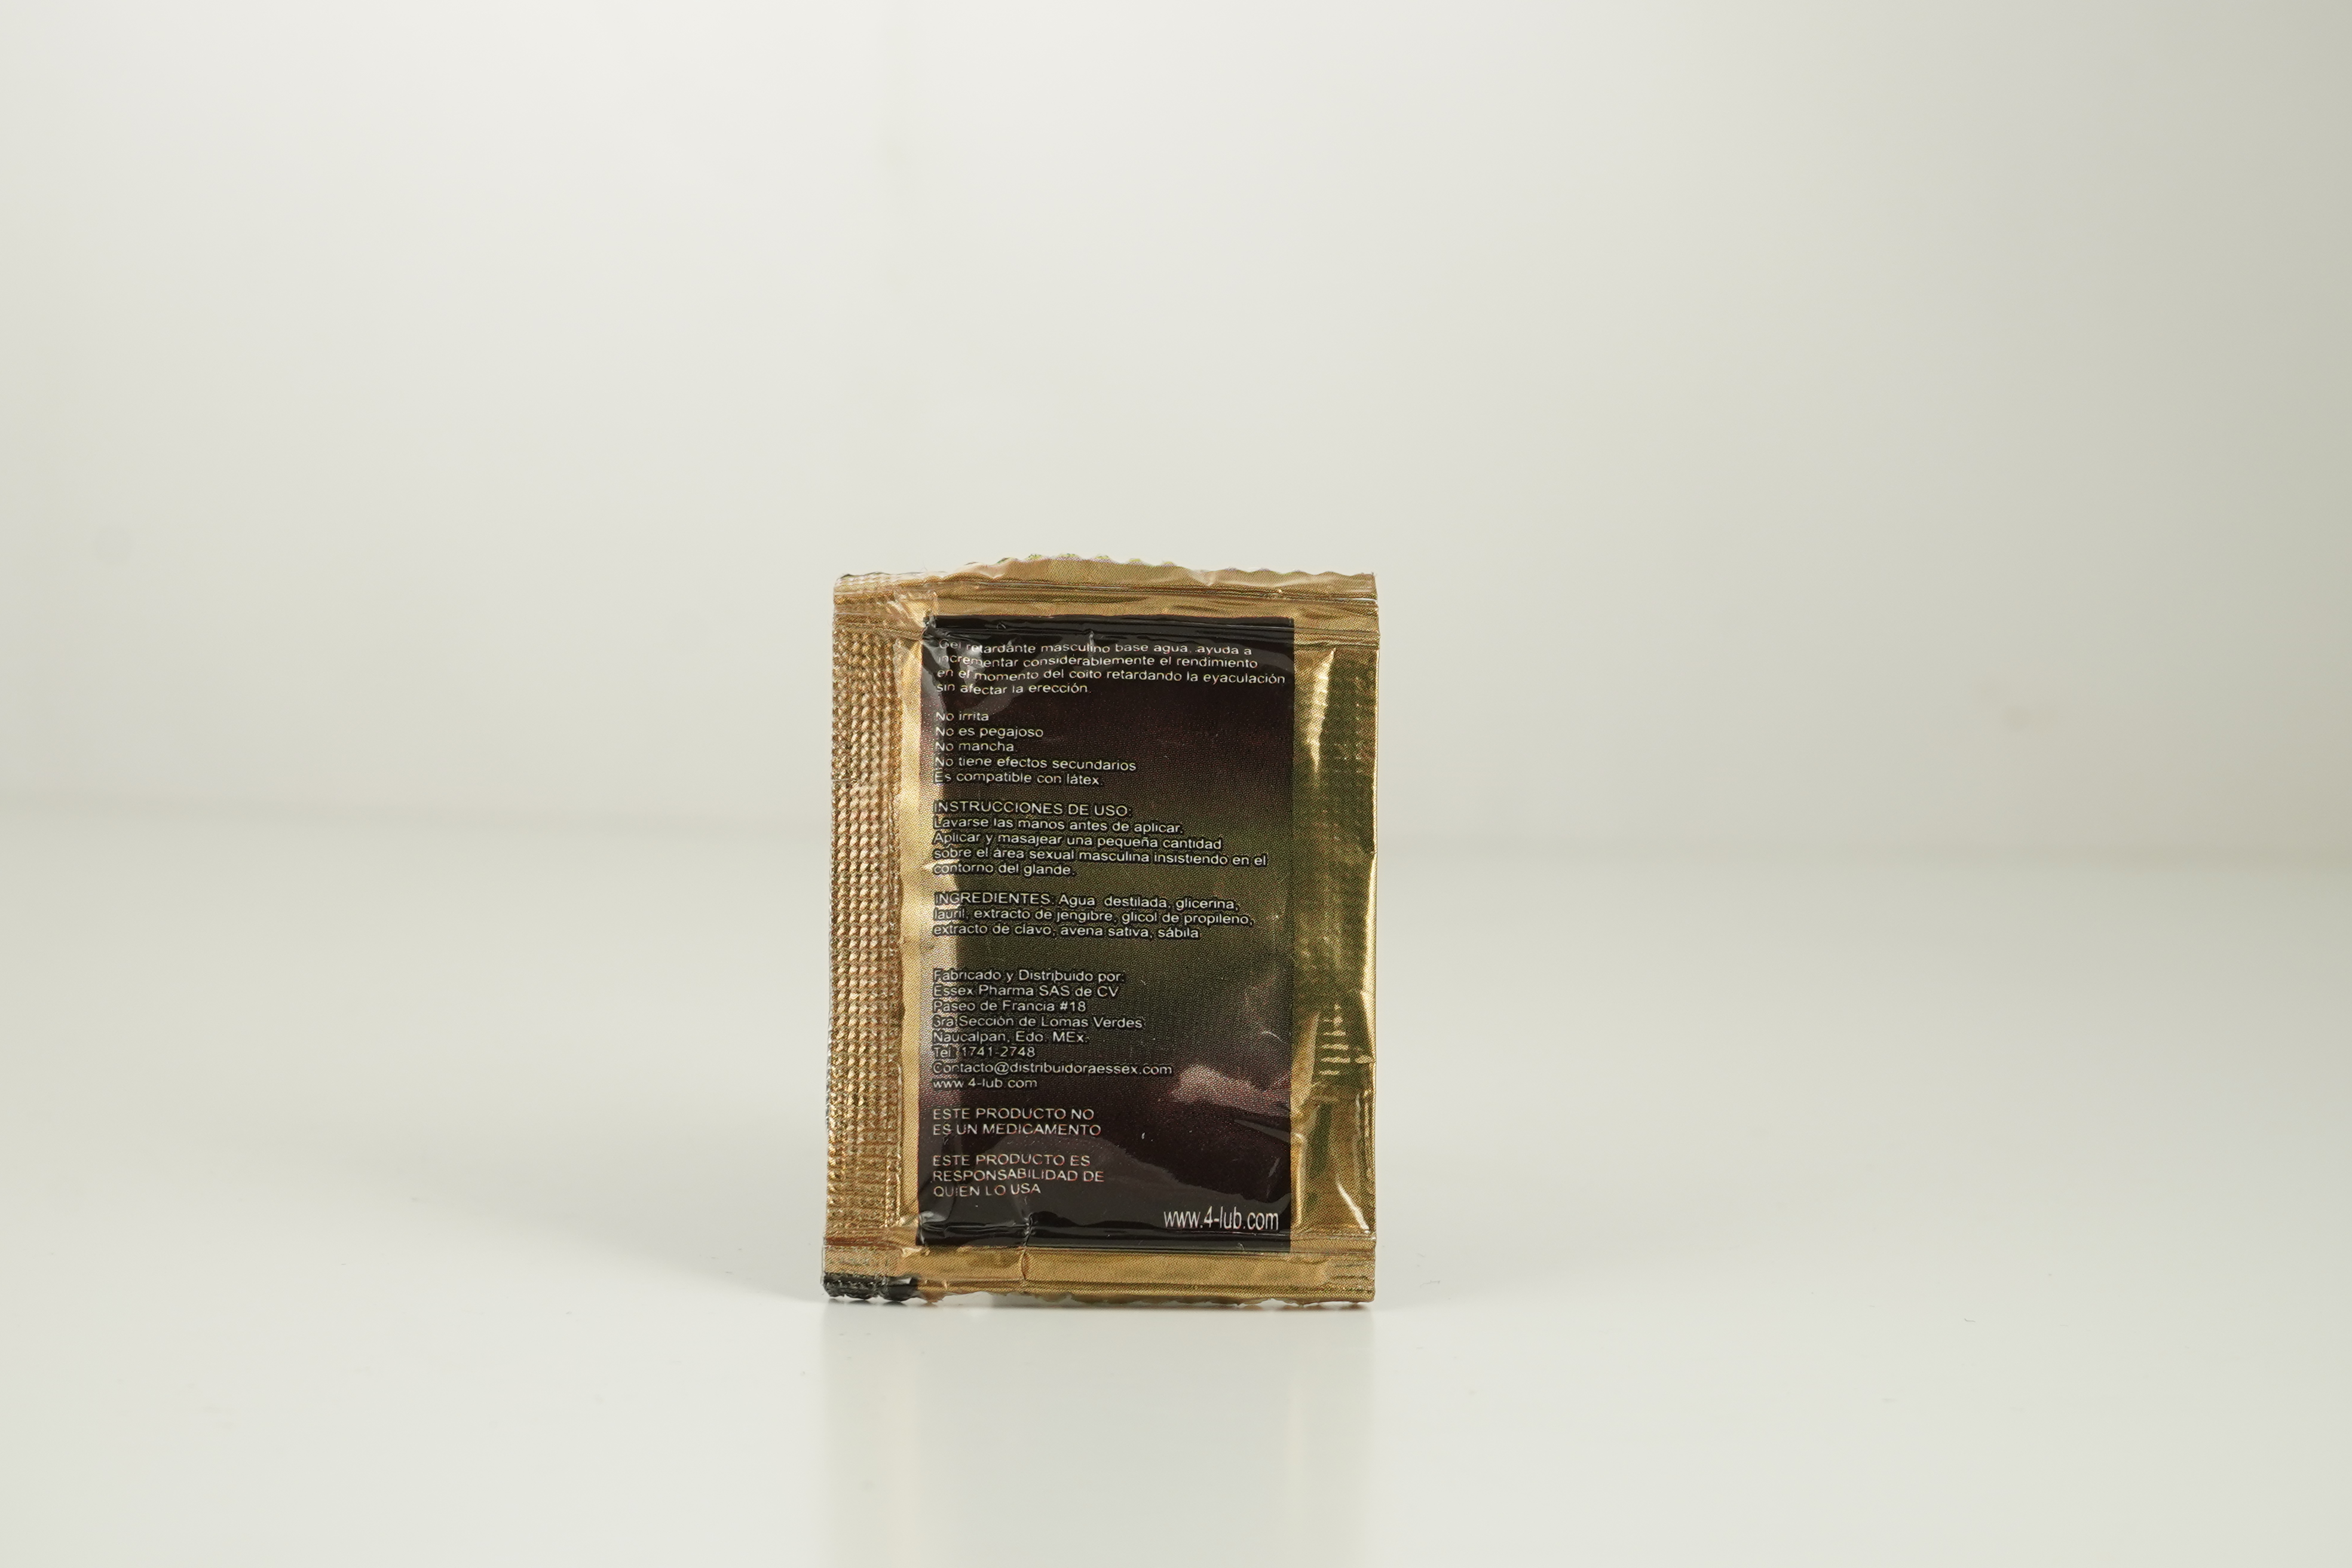 Gel retardante masculino base agua, ayuda a
incrementar considerablemente el rendimiento
en el momento del coito retardando la eyaculación
sin afectar la erección.
No irrita
No es pegajoso
No mancha.
No tiene efectos secundarios
Es compatible con látex.
INSTRUCCIONES DE USO:
Lavarse las manos antes de aplicar.
Aplicar y masajear una pequeña cantidad
sobre el área sexual masculina insistiendo en el
contorno del glande.
INGREDIENTES: Agua destilada, glicerina,
lauril, extracto de jengibre, glicol de propileno,
extracto de clavo, avena sativa, sábila.
Fabricado y Distribuido por:
Essex Pharma SAS de CV
Paseo de Francia #18
3ra Sección de Lomas Verdes
Naucalpan, Edo. MEx.
Tel: 1741-2748
Contacto@distribuidoraessex.com
www.4-lub.com
ESTE PRODUCTO NO
ES UN MEDICAMENTO
ESTE PRODUCTO ES
RESPONSABILIDAD DE
QUIEN LO USA
www.4-lub.com